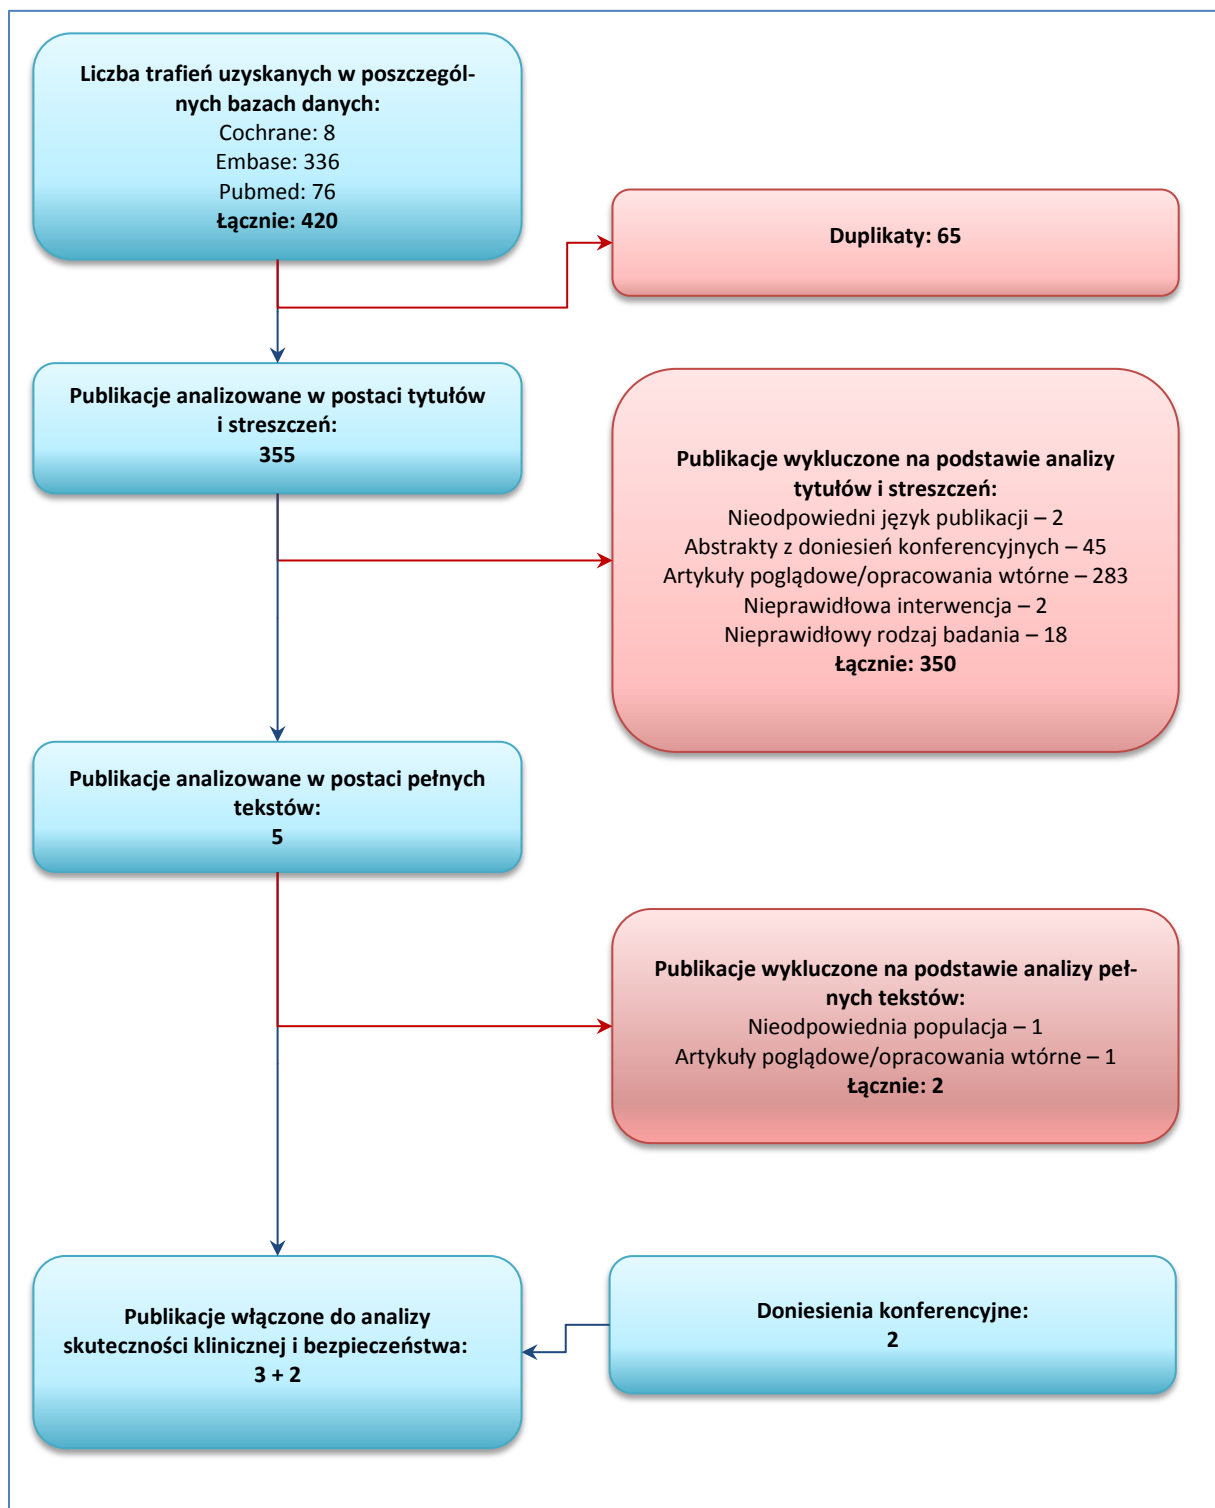 Liczba trafień uzyskanych w poszczegól-
nych bazach danych:
Cochrane: 8
Embase: 336
Pubmed: 76
Łącznie: 420
Duplikaty: 65
Publikacje analizowane w postaci tytułów
i streszczeń:
355
Publikacje wykluczone na podstawie analizy
tytułów i streszczeń:
Nieodpowiedni język publikacji – 2
Abstrakty z doniesień konferencyjnych – 45
Artykuły poglądowe/opracowania wtórne – 283
Nieprawidłowa interwencja – 2
Nieprawidłowy rodzaj badania – 18
Łącznie: 350
Publikacje analizowane w postaci pełnych
tekstów:
5
Publikacje wykluczone na podstawie analizy peł-
nych tekstów:
Nieodpowiednia populacja – 1
Artykuły poglądowe/opracowania wtórne – 1
Łącznie: 2
Publikacje włączone do analizy
skuteczności klinicznej i bezpieczeństwa:
3 + 2
Doniesienia konferencyjne:
2